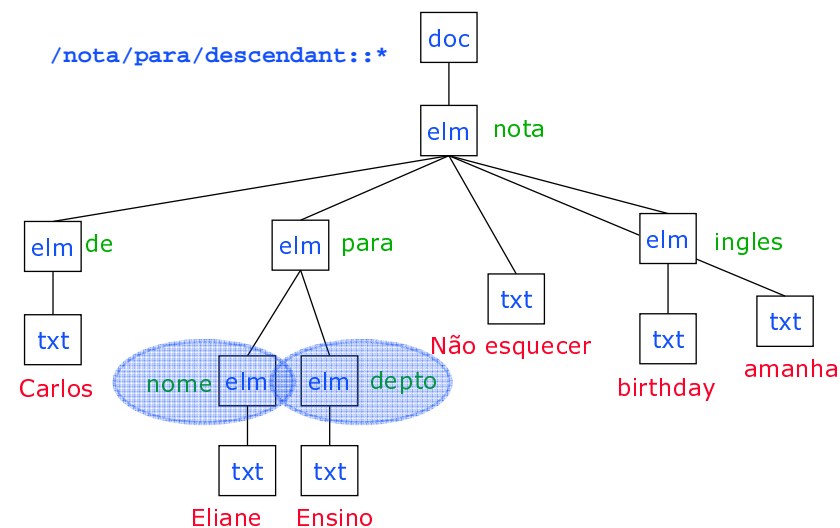 /nota/para/descendant::*
doc
elm nota
elm de
elm para
elm ingles
txt
txt
txt
txt
Carlos
Não esquecer
birthday
amanha
nome elm
elm depto
txt
txt
Eliane
Ensino